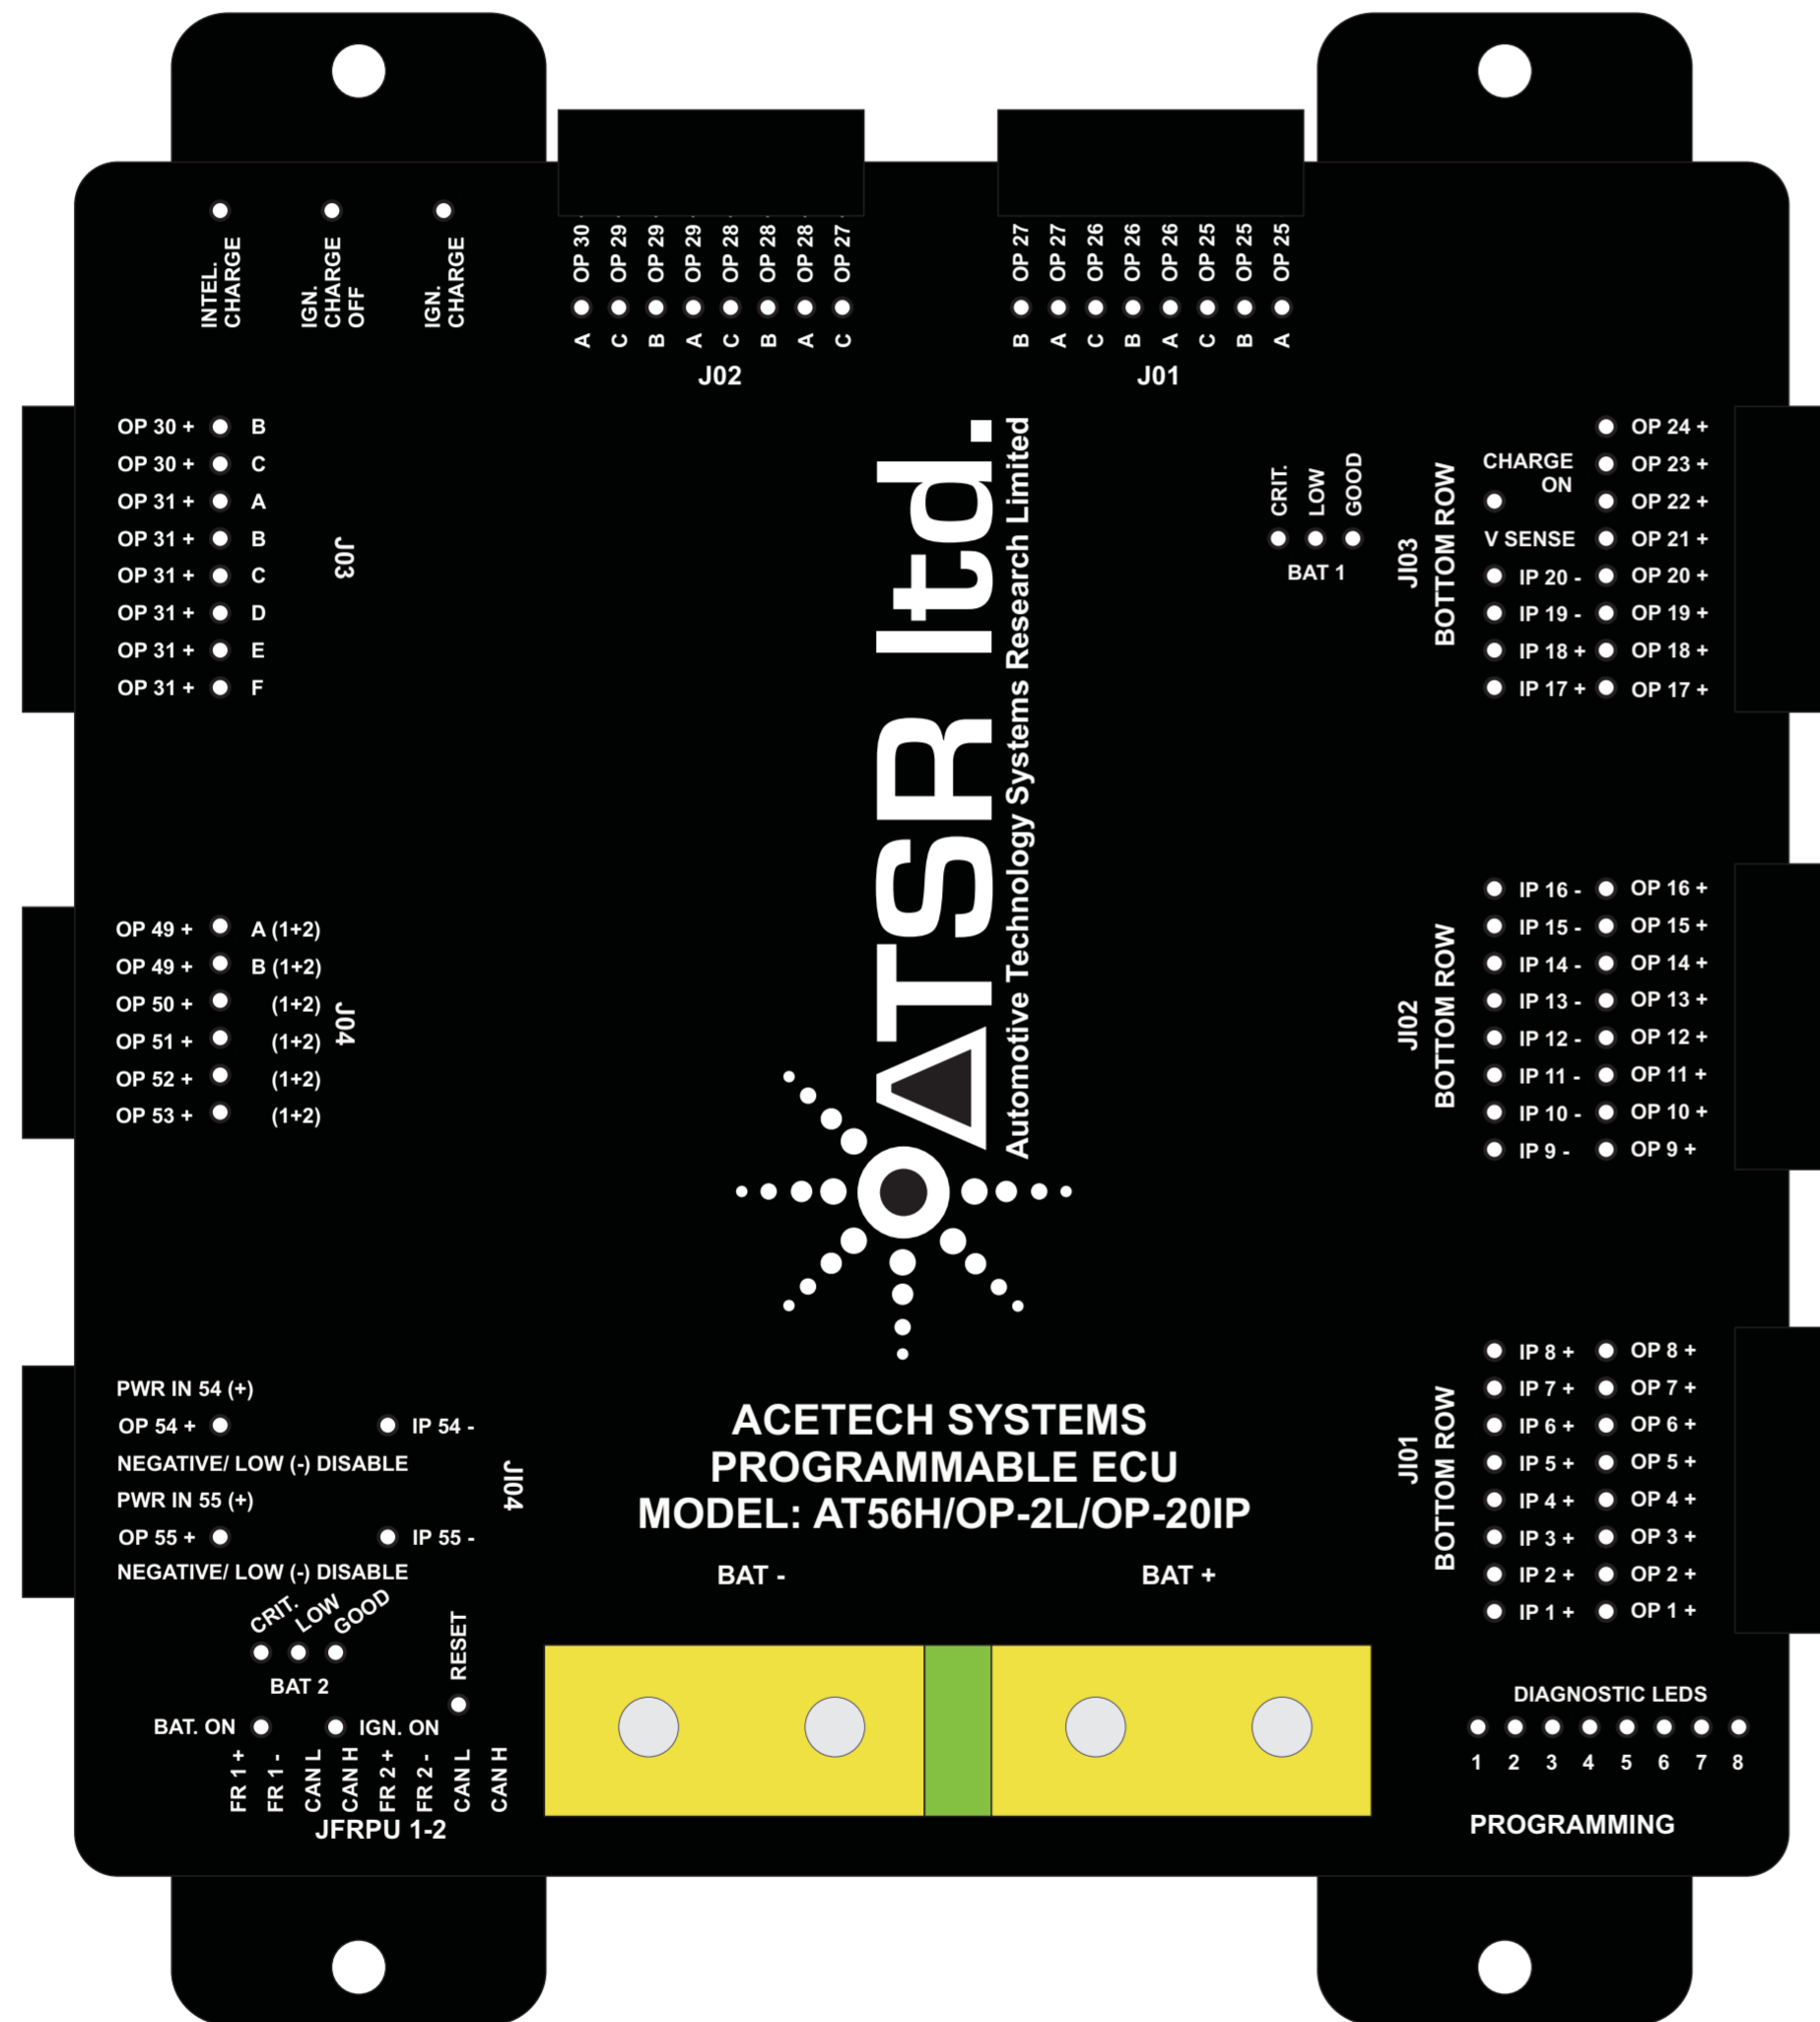 INTEL.
CHARGE
IGN.
CHARGE
OFF
IGN.
CHARGE
A OP 30
C OP 29
B OP 29
A OP 29
C OP 28
B OP 28
A OP 28
C OP 27
J02
B OP 27
A OP 27
C OP 26
B OP 26
A OP 26
C OP 25
B OP 25
A OP 25
J01
OP 30 + B
OP 30 + C
OP 31 + A
OP 31 + B
OP 31 + C
OP 31 + D
OP 31 + E
OP 31 + F
J03
OP 49 + A (1+2)
OP 49 + B (1+2)
OP 50 + (1+2)
OP 51 + (1+2)
OP 52 + (1+2)
OP 53 + (1+2)
J04
ATSR ltd.
Automotive Technology Systems Research Limited
CRIT.
LOW
GOOD
BAT 1
JI03
BOTTOM ROW
CHARGE
ON
V SENSE
OP 24 +
OP 23 +
OP 22 +
OP 21 +
IP 20 - OP 20 +
IP 19 - OP 19 +
IP 18 + OP 18 +
IP 17 + OP 17 +
JI02
BOTTOM ROW
IP 16 - OP 16 +
IP 15 - OP 15 +
IP 14 - OP 14 +
IP 13 - OP 13 +
IP 12 - OP 12 +
IP 11 - OP 11 +
IP 10 - OP 10 +
IP 9 - OP 9 +
JI01
BOTTOM ROW
IP 8 + OP 8 +
IP 7 + OP 7 +
IP 6 + OP 6 +
IP 5 + OP 5 +
IP 4 + OP 4 +
IP 3 + OP 3 +
IP 2 + OP 2 +
IP 1 + OP 1 +
PWR IN 54 (+)
OP 54 + IP 54 -
NEGATIVE/ LOW (-) DISABLE
PWR IN 55 (+)
OP 55 + IP 55 -
NEGATIVE/ LOW (-) DISABLE
JI04
ACETECH SYSTEMS
PROGRAMMABLE ECU
MODEL: AT56H/OP-2L/OP-20IP
BAT - BAT +
CRIT.
LOW
GOOD
BAT 2
RESET
BAT. ON IGN. ON
FR 1 +
FR 1 -
CAN L
CAN H
FR 2 +
FR 2 -
CAN L
CAN H
JFRPU 1-2
DIAGNOSTIC LEDS
1 2 3 4 5 6 7 8
PROGRAMMING